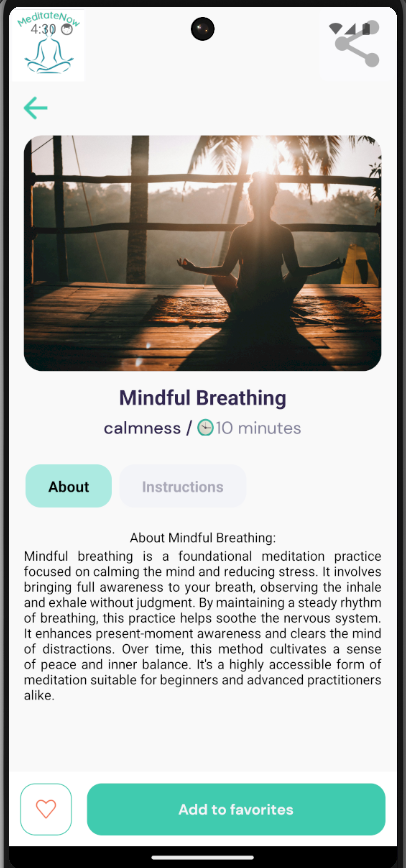 MeditateNow
4:30
Mindful Breathing
calmness / 10 minutes
About
Instructions
About Mindful Breathing:
Mindful breathing is a foundational meditation practice
focused on calming the mind and reducing stress. It involves
bringing full awareness to your breath, observing the inhale
and exhale without judgment. By maintaining a steady rhythm
of breathing, this practice helps soothe the nervous system.
It enhances present-moment awareness and clears the mind
of distractions. Over time, this method cultivates a sense
of peace and inner balance. It's a highly accessible form of
meditation suitable for beginners and advanced practitioners
alike.
Add to favorites